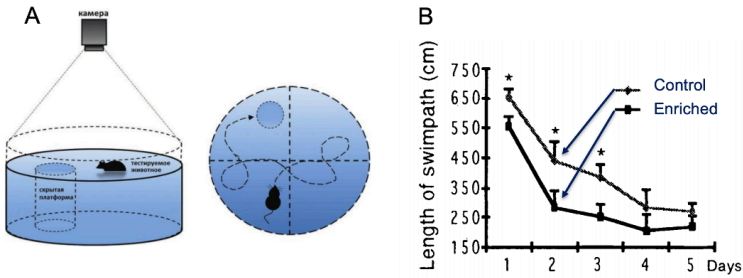 A
камера
тестируемое
животное
скрытая
платформа
B
Length of swimpath (cm)
750
650
550
450
350
250
150
*
*
*
Control
Enriched
1 2 3 4 5 Days